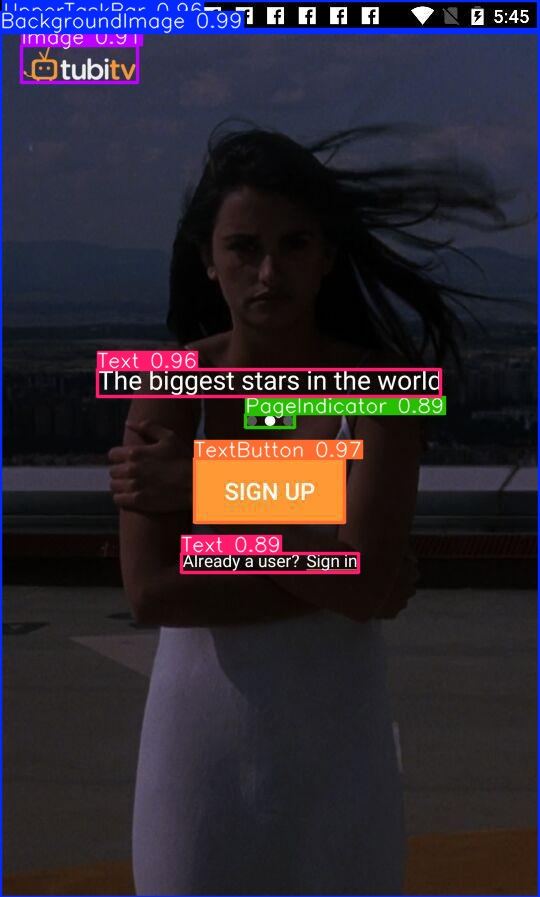 UpperTaskBar 0.96
BackgroundImage 0.99
5:45
Image 0.91
tubitv
Text 0.96
The biggest stars in the world
PageIndicator 0.89
TextButton 0.97
SIGN UP
Text 0.89
Already a user? Sign in